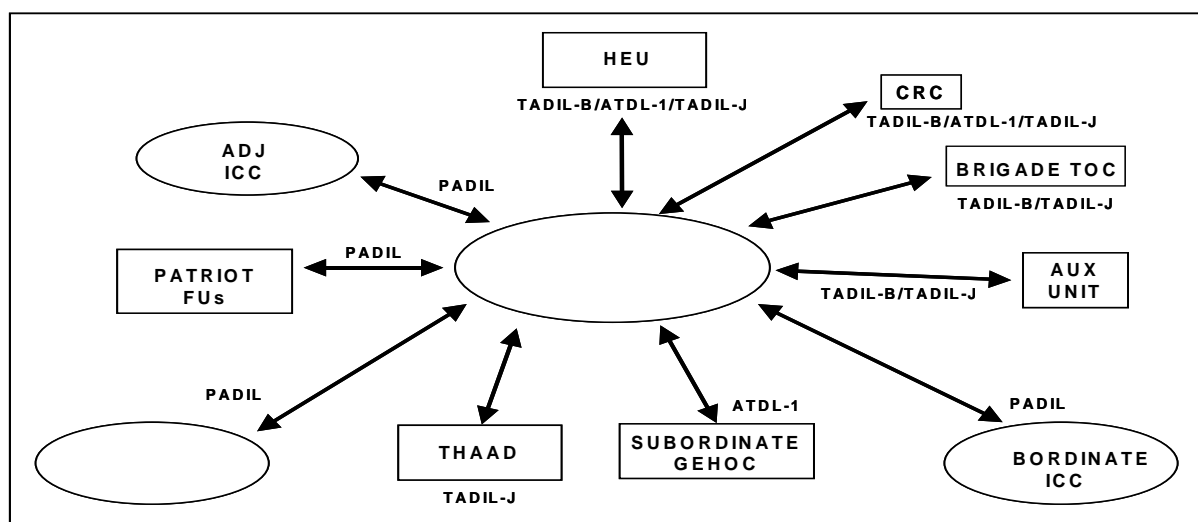 HEU
TADIL-B/ATDL-1/TADIL-J
CRC
TADIL-B/ATDL-1/TADIL-J
ADJ
ICC
PADIL
BRIGADE TOC
TADIL-B/TADIL-J
PATRIOT
FUs
PADIL
TADIL-B/TADIL-J
AUX
UNIT
PADIL
THAAD
TADIL-J
ATDL-1
SUBORDINATE
GEHOC
PADIL
BORDINATE
ICC